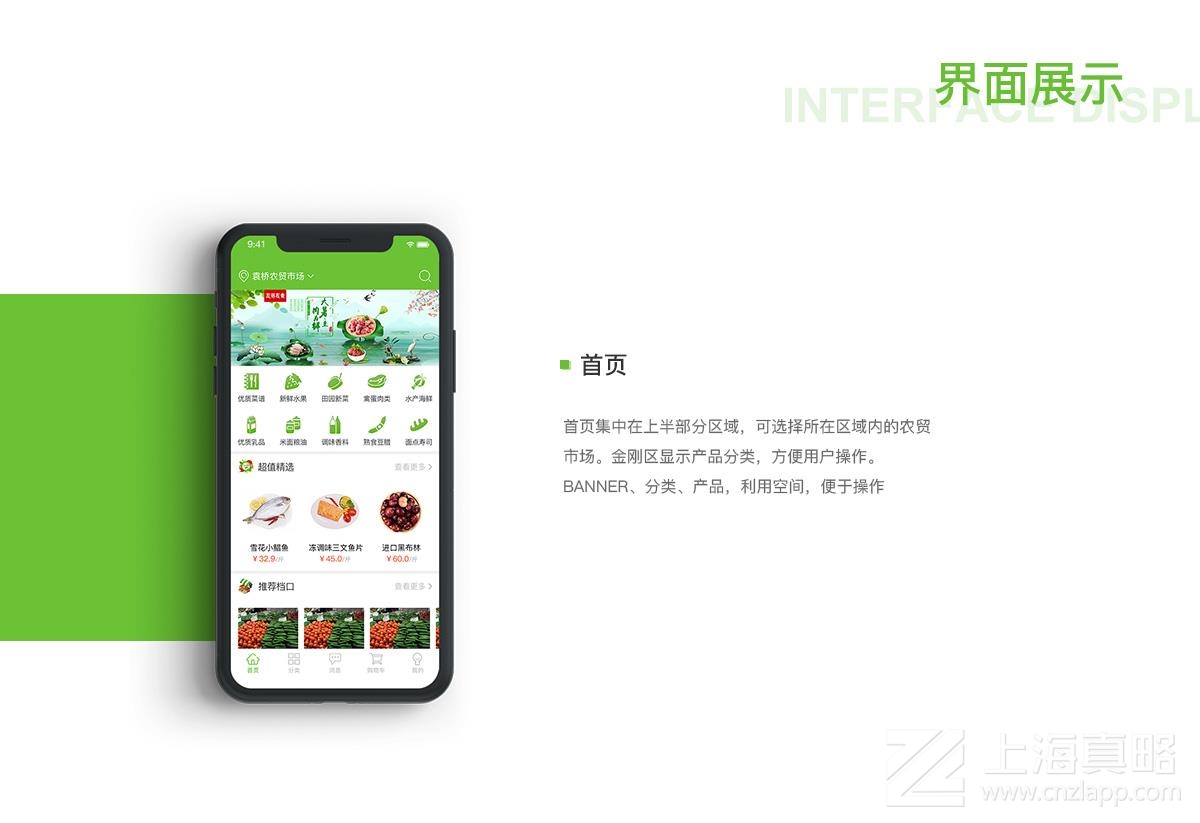 界面展示
INTERFACE DISPL
9:41
袁桥农贸市场
优质菜谱 新鲜水果 田园新菜 禽蛋肉类 水产海鲜
优质乳品 米面粮油 调味香料 熟食豆腊 面点寿司
超值精选 查看更多
雪花小鲳鱼 冻调味三文鱼片 进口黑布林
￥32.9/斤 ￥45.0/斤 ￥60.0/斤
推荐档口 查看更多
首页 分类 消息 购物车 我的
首页
首页集中在上半部分区域，可选择所在区域内的农贸
市场。金刚区显示产品分类，方便用户操作。
BANNER、分类、产品，利用空间，便于操作
上海真略
www.cnzlapp.com